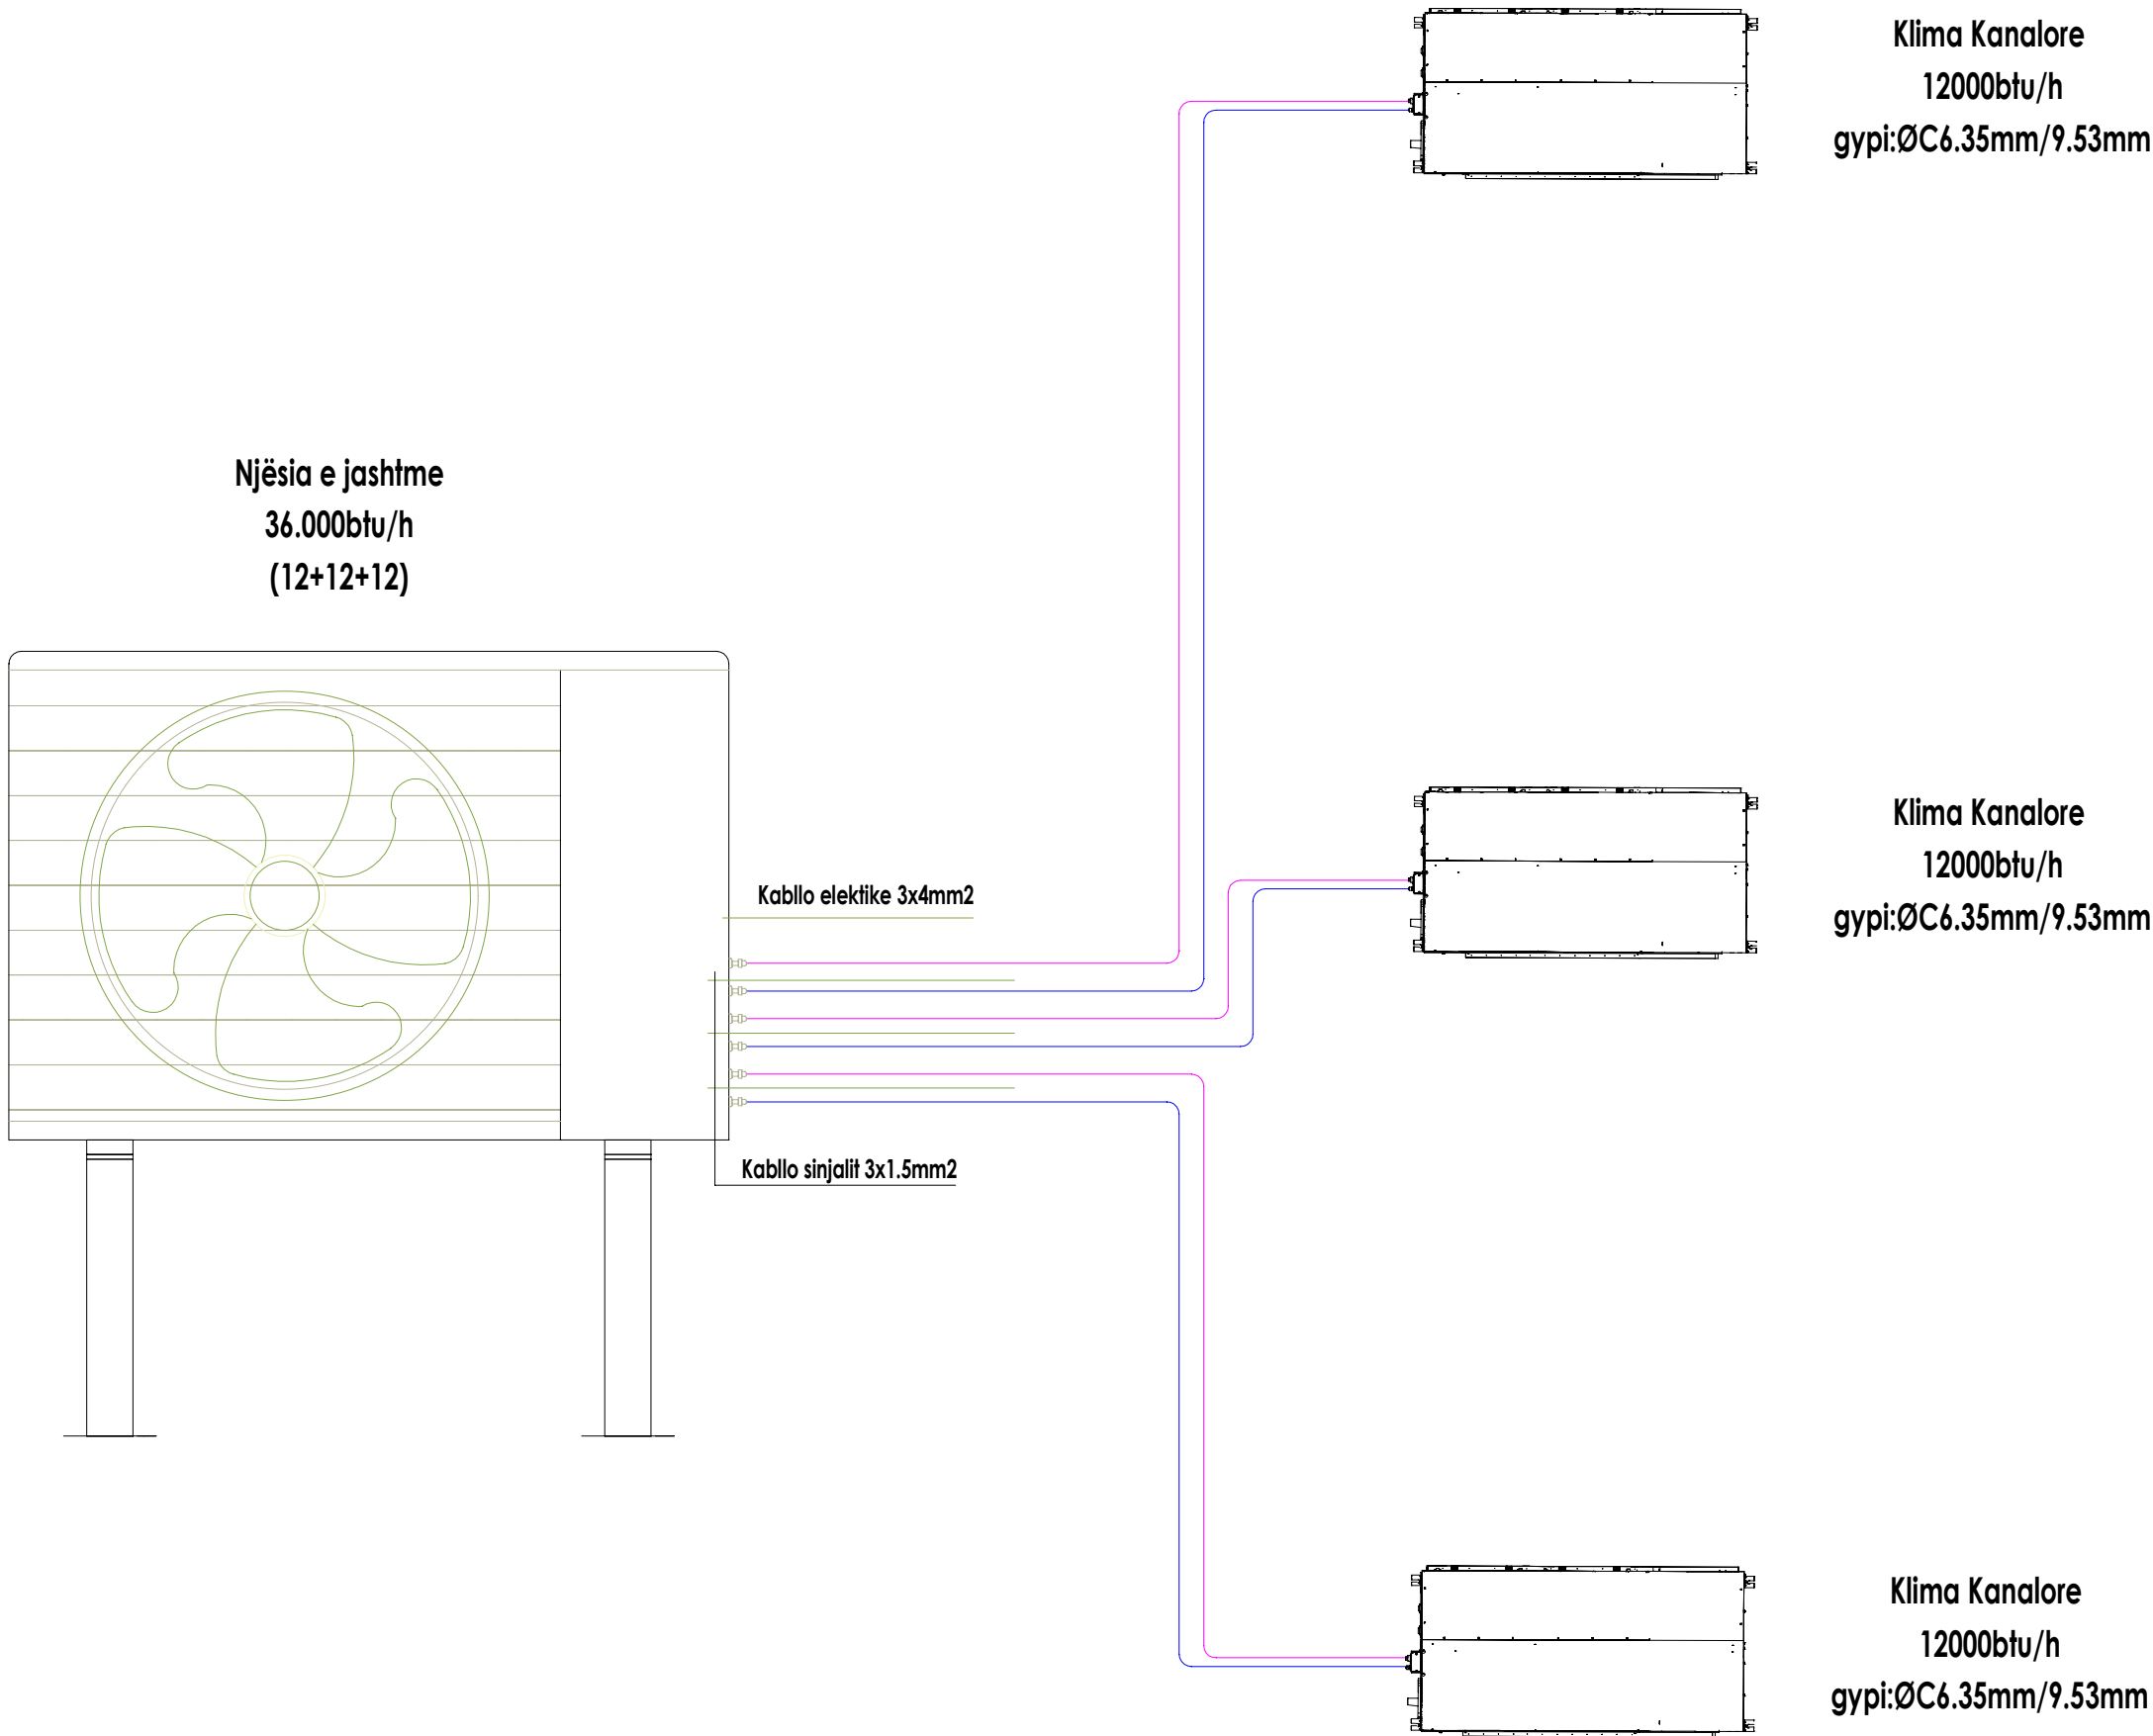 Klima Kanalore
12000btu/h
gypi:ØC6.35mm/9.53mm
Njësia e jashtme
36.000btu/h
(12+12+12)
Klima Kanalore
12000btu/h
gypi:ØC6.35mm/9.53mm
Kabllo elektike 3x4mm2
Kabllo sinjalit 3x1.5mm2
Klima Kanalore
12000btu/h
gypi:ØC6.35mm/9.53mm